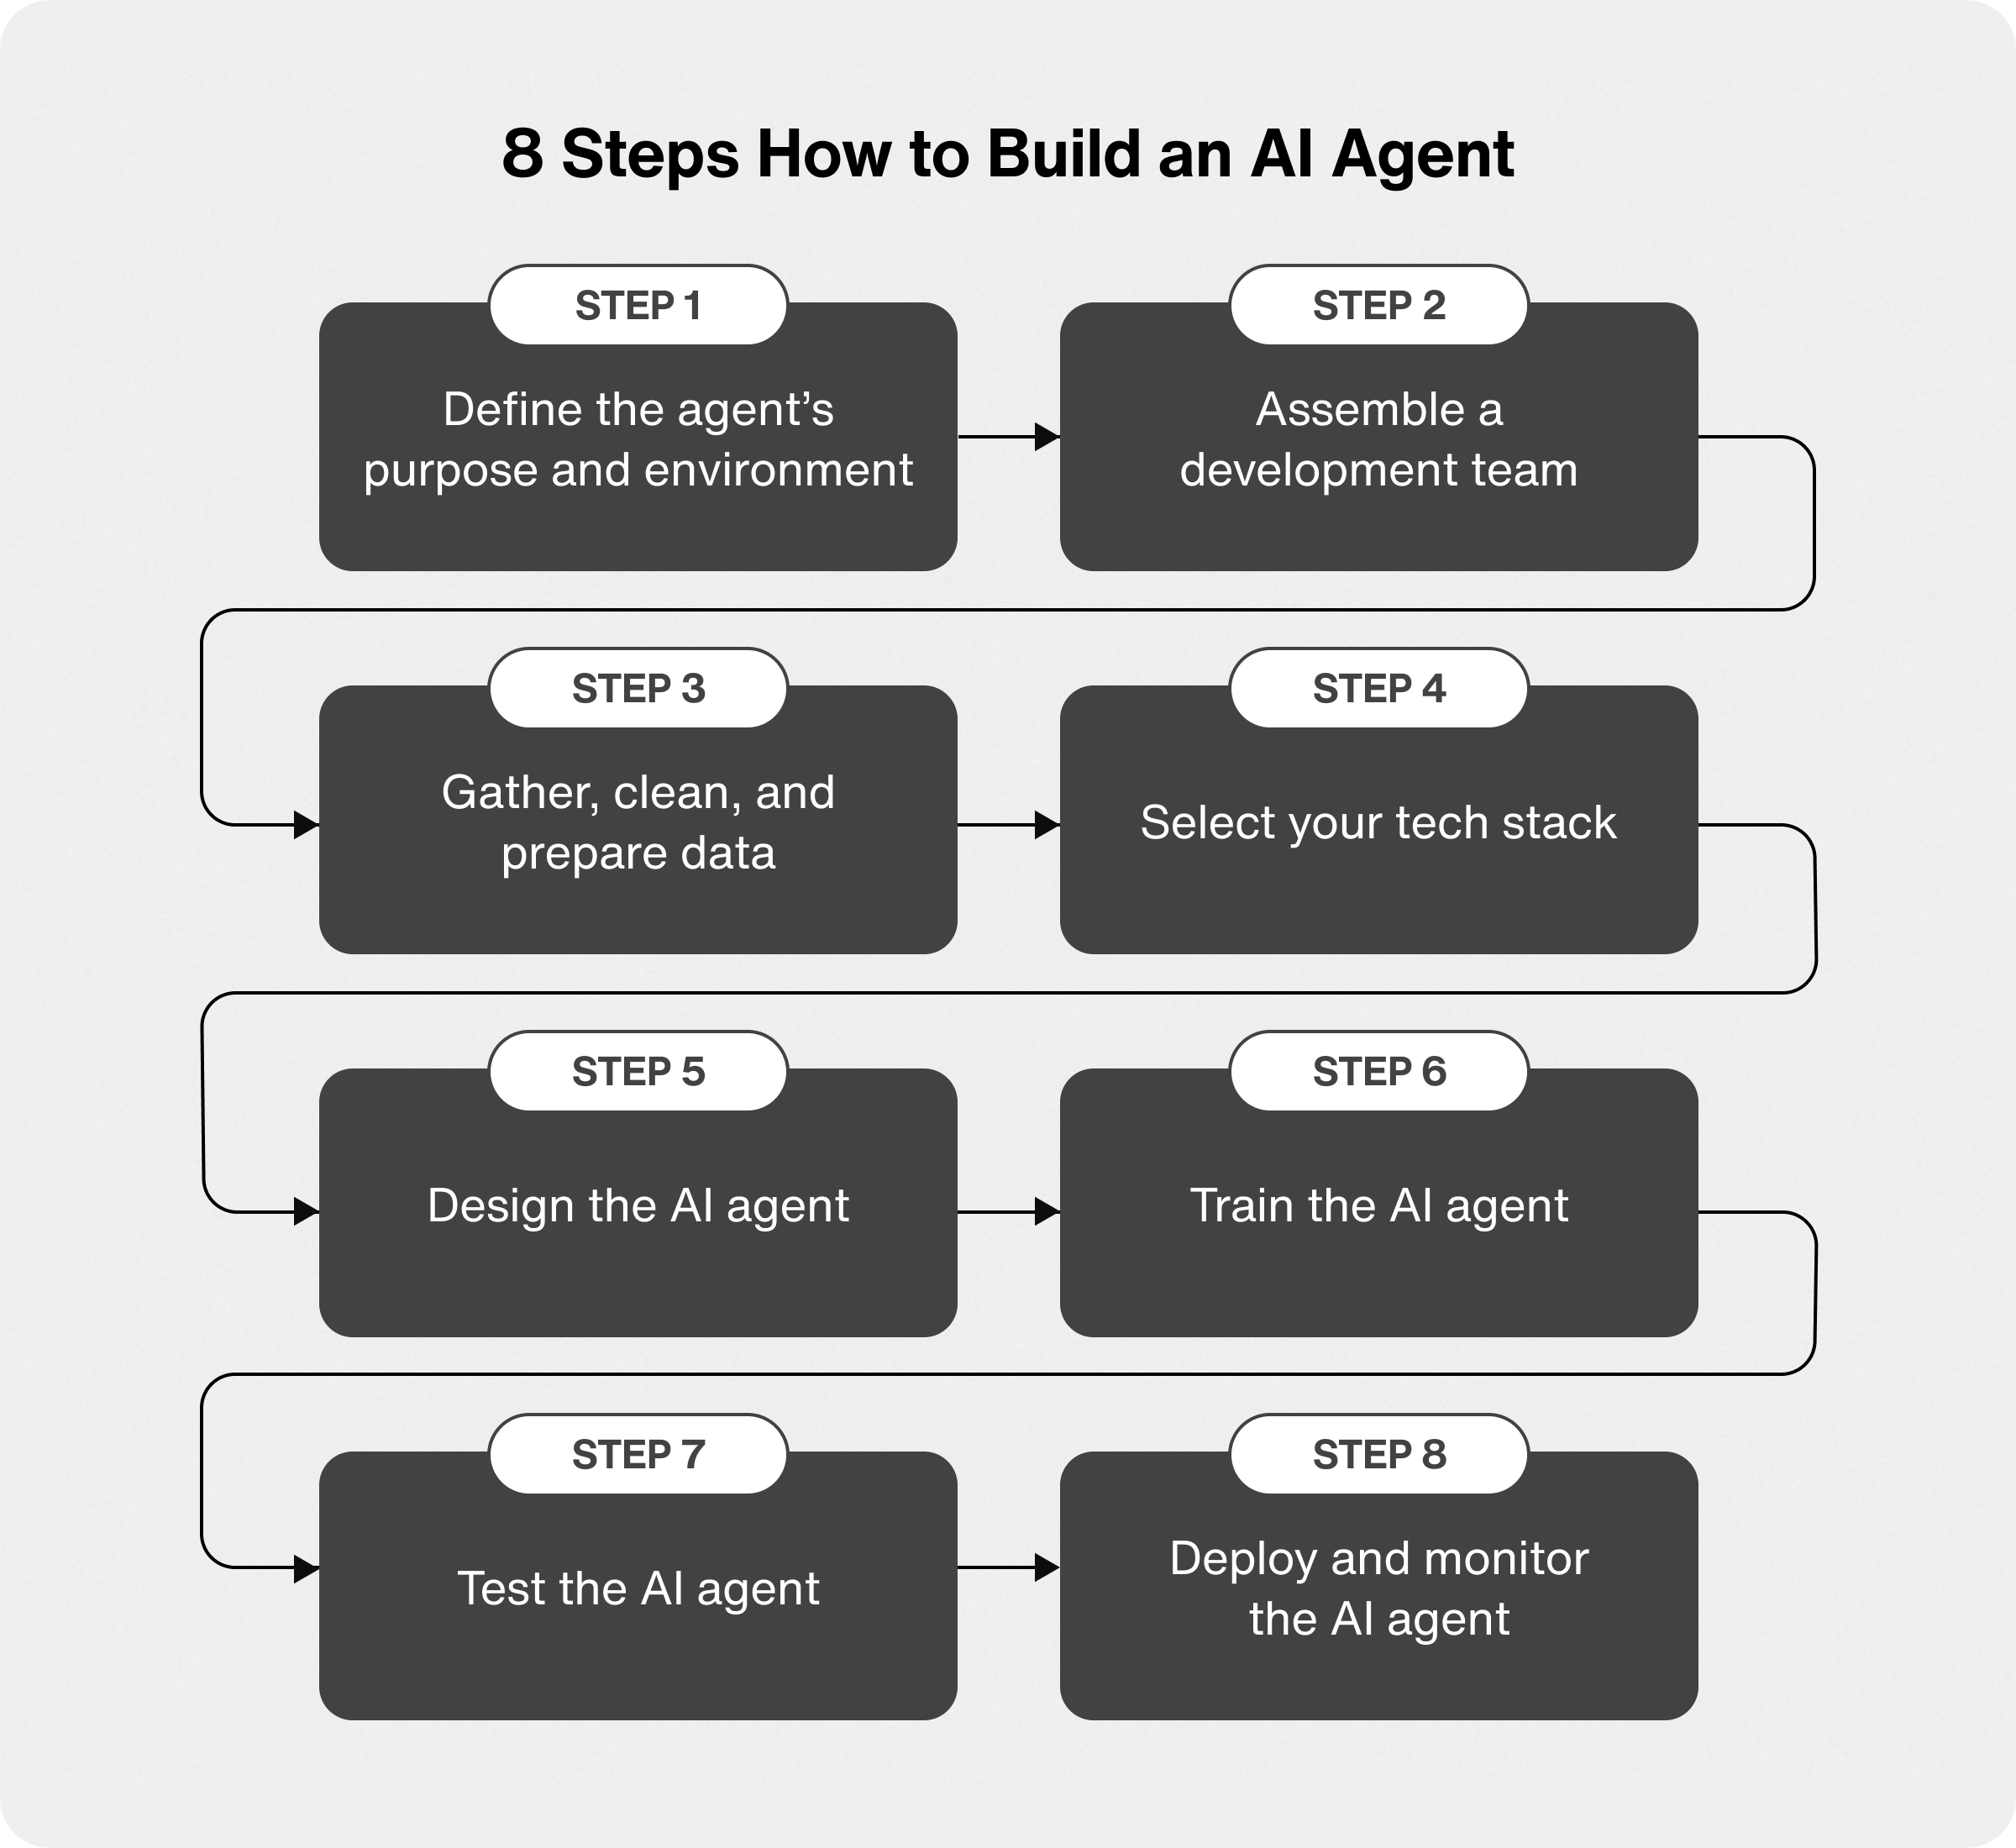 8 Steps How to Build an AI Agent
STEP 1
Define the agent’s
purpose and environment
STEP 2
Assemble a
development team
STEP 3
Gather, clean, and
prepare data
STEP 4
Select your tech stack
STEP 5
Design the AI agent
STEP 6
Train the AI agent
STEP 7
Test the AI agent
STEP 8
Deploy and monitor
the AI agent